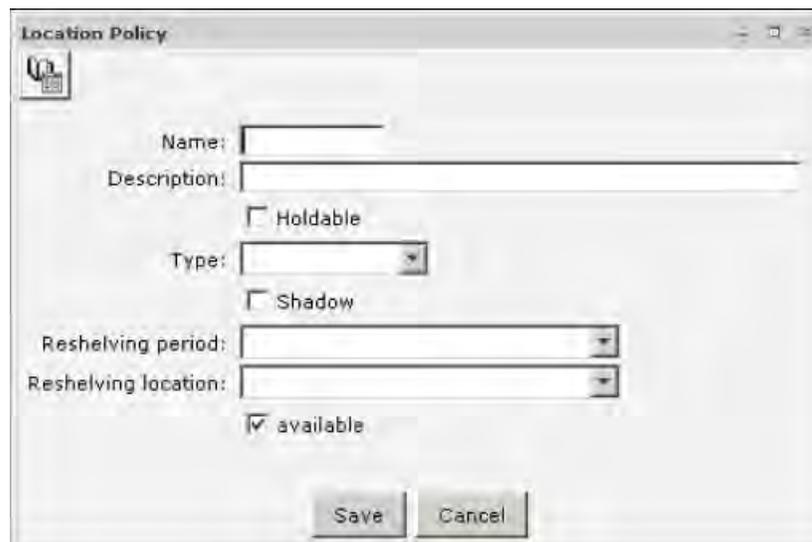 Location Policy
Name:
Description:
Holdable
Type:
Shadow
Reshelving period:
Reshelving location:
available
Save Cancel